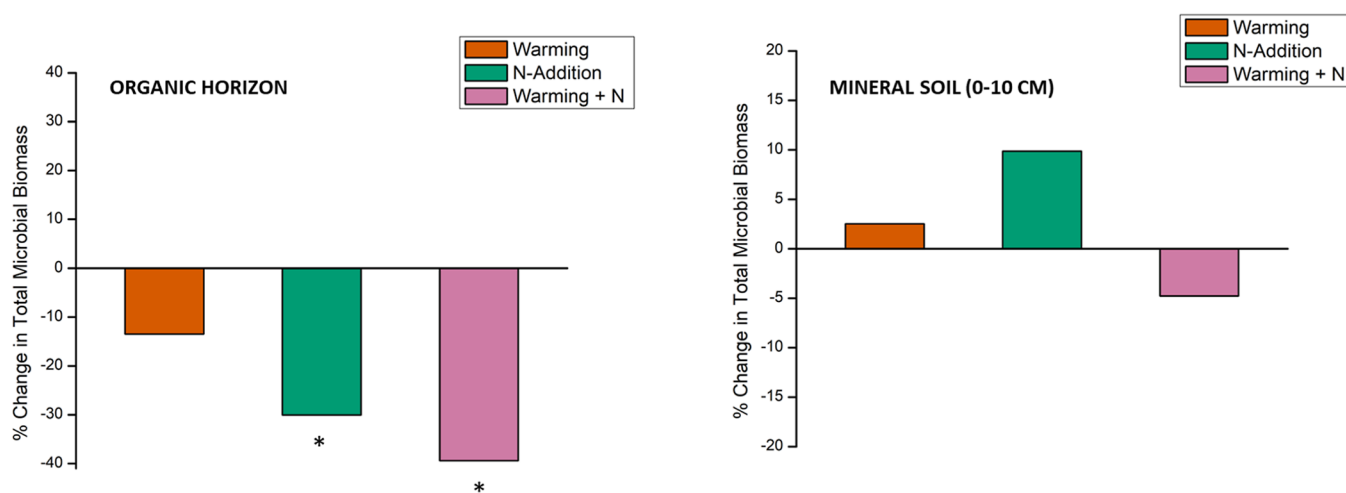 Warming
N-Addition
Warming + N
ORGANIC HORIZON
% Change in Total Microbial Biomass
40
30
20
10
0
-10
-20
-30
-40
*
*
Warming
N-Addition
Warming + N
MINERAL SOIL (0-10 CM)
% Change in Total Microbial Biomass
20
15
10
5
0
-5
-10
-15
-20